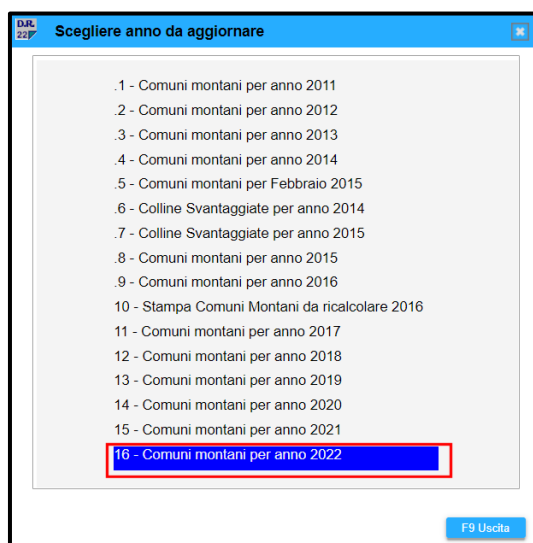 D.R.
22
Scegliere anno da aggiornare
.1 - Comuni montani per anno 2011
.2 - Comuni montani per anno 2012
.3 - Comuni montani per anno 2013
.4 - Comuni montani per anno 2014
.5 - Comuni montani per Febbraio 2015
.6 - Colline Svantaggiate per anno 2014
.7 - Colline Svantaggiate per anno 2015
.8 - Comuni montani per anno 2015
.9 - Comuni montani per anno 2016
10 - Stampa Comuni Montani da ricalcolare 2016
11 - Comuni montani per anno 2017
12 - Comuni montani per anno 2018
13 - Comuni montani per anno 2019
14 - Comuni montani per anno 2020
15 - Comuni montani per anno 2021
16 - Comuni montani per anno 2022
F9 Uscita